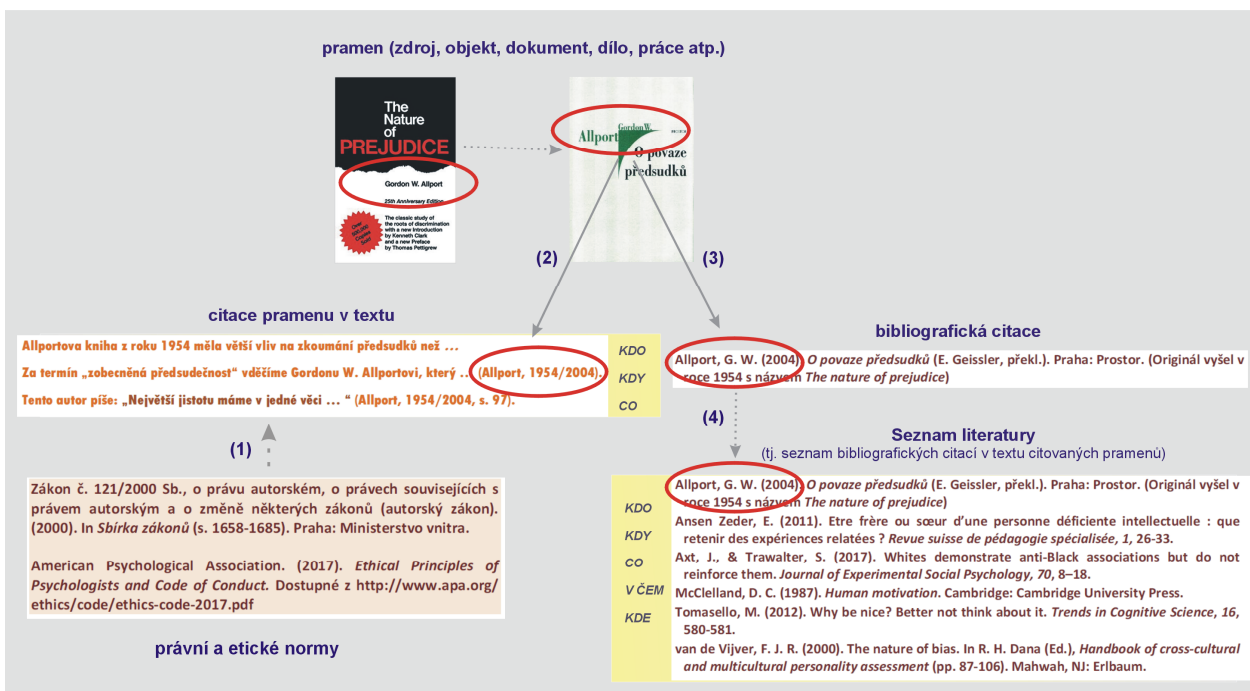 pramen (zdroj, objekt, dokument, dílo, práce atp.)
The
Nature
of
PREJUDICE
Gordon W. Allport
25th Anniversary Edition
The classic study of
the roots of discrimination
with a new Introduction
by Kenneth Clark
and a new Preface
by Thomas Pettigrew
Over
Copies
Gordon W.
Allport
O povaze
předsudků
(2)
(3)
citace pramenu v textu
Allportova kniha z roku 1954 měla větší vliv na zkoumání předsudků než ...
Za termín „zobecněná předsudečnost“ vděčíme Gordonu W. Allportovi, který ... (Allport, 1954/2004).
Tento autor píše: „Největší jistotu máme v jedné věci ... “ (Allport, 1954/2004, s. 97).
KDO
KDY
CO
bibliografická citace
Allport, G. W. (2004). O povaze předsudků (E. Geissler, překl.). Praha: Prostor. (Originál vyšel v
roce 1954 s názvem The nature of prejudice)
(1)
(4)
Zákon č. 121/2000 Sb., o právu autorském, o právech souvisejících s
právem autorským a o změně některých zákonů (autorský zákon).
(2000). In Sbírka zákonů (s. 1658-1685). Praha: Ministerstvo vnitra.
American Psychological Association. (2017). Ethical Principles of
Psychologists and Code of Conduct. Dostupné z http://www.apa.org/
ethics/code/ethics-code-2017.pdf
právní a etické normy
Seznam literatury
(tj. seznam bibliografických citací v textu citovaných pramenů)
KDO
KDY
CO
V ČEM
KDE
Allport, G. W. (2004). O povaze předsudků (E. Geissler, překl.). Praha: Prostor. (Originál vyšel v
roce 1954 s názvem The nature of prejudice)
Ansen Zeder, E. (2011). Etre frère ou sœur d’une personne déficiente intellectuelle : que
retenir des expériences relatées ? Revue suisse de pédagogie spécialisée, 1, 26-33.
Axt, J., & Trawalter, S. (2017). Whites demonstrate anti-Black associations but do not
reinforce them. Journal of Experimental Social Psychology, 70, 8–18.
McClelland, D. C. (1987). Human motivation. Cambridge: Cambridge University Press.
Tomasello, M. (2012). Why be nice? Better not think about it. Trends in Cognitive Science, 16,
580-581.
van de Vijver, F. J. R. (2000). The nature of bias. In R. H. Dana (Ed.), Handbook of cross-cultural
and multicultural personality assessment (pp. 87-106). Mahwah, NJ: Erlbaum.